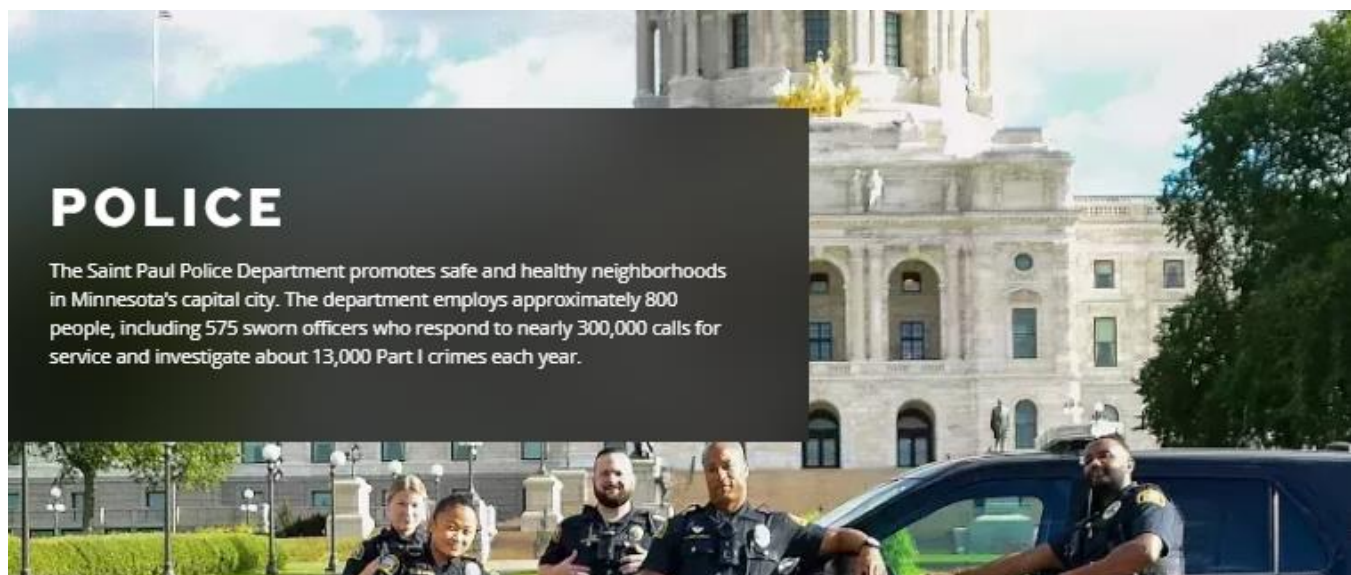 POLICE
The Saint Paul Police Department promotes safe and healthy neighborhoods
in Minnesota's capital city. The department employs approximately 800
people, including 575 sworn officers who respond to nearly 300,000 calls for
service and investigate about 13,000 Part I crimes each year.